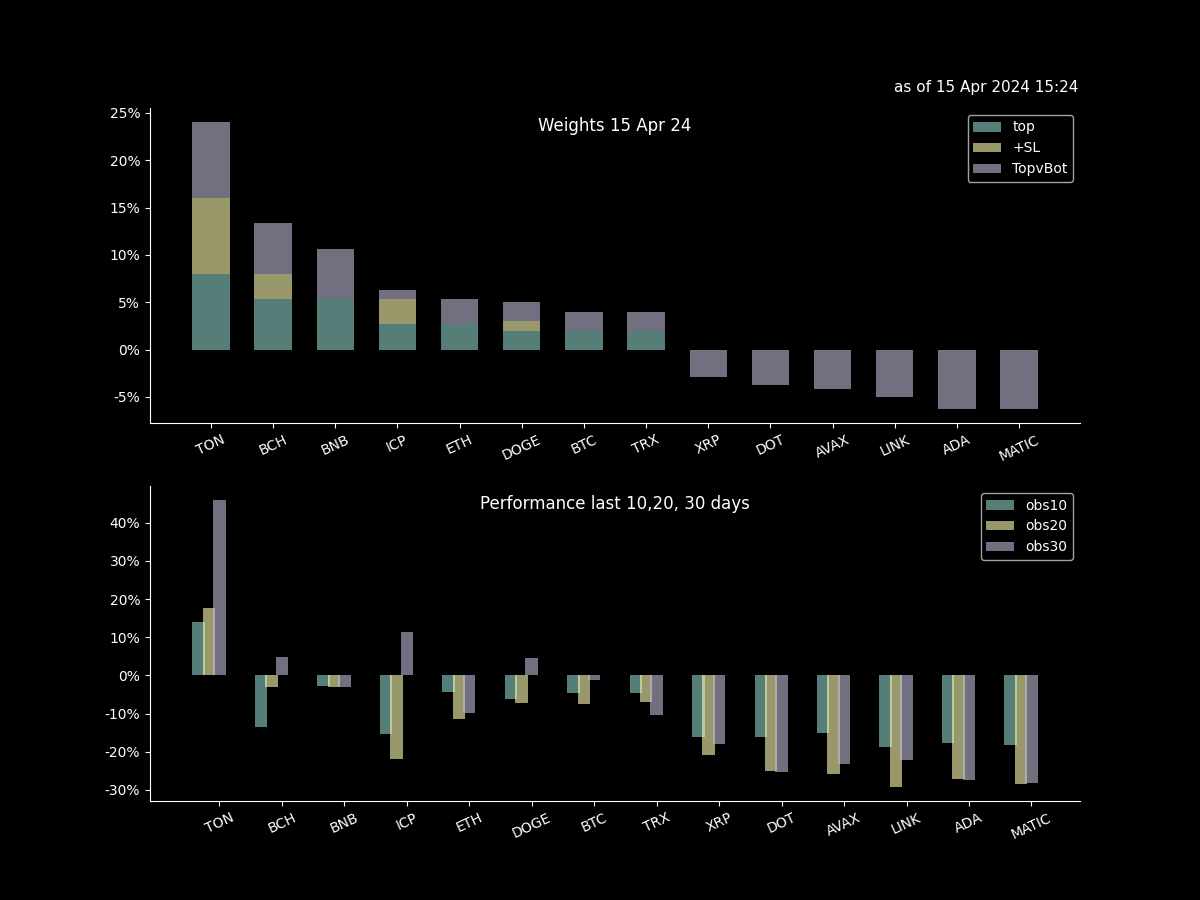 as of 15 Apr 2024 15:24
Weights 15 Apr 24
top
+SL
TopvBot
25%
20%
15%
10%
5%
0%
-5%
TON BCH BNB ICP ETH DOGE BTC TRX XRP DOT AVAX LINK ADA MATIC
Performance last 10,20, 30 days
obs10
obs20
obs30
40%
30%
20%
10%
0%
-10%
-20%
-30%
TON BCH BNB ICP ETH DOGE BTC TRX XRP DOT AVAX LINK ADA MATIC